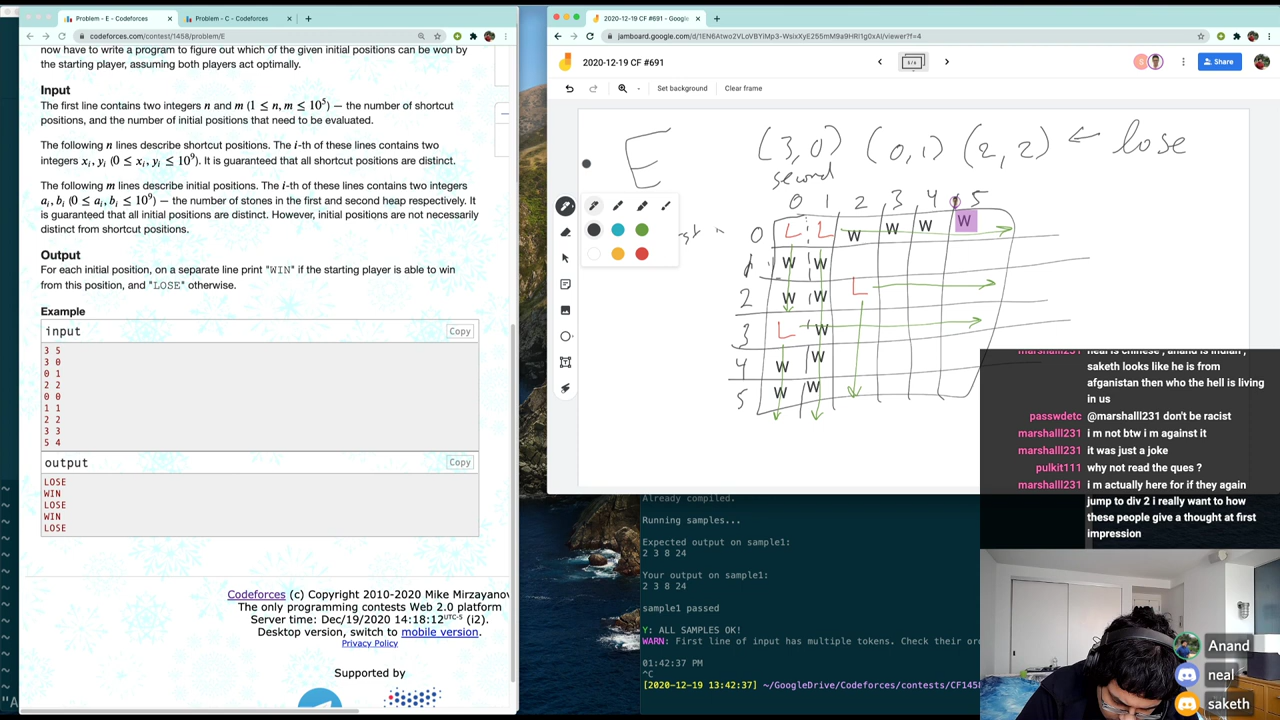 Problem - E - Codeforces
Problem - C - Codeforces
codeforces.com/contest/1458/problem/E
now have to write a program to figure out which of the given initial positions can be won
by the starting player, assuming both players act optimally.
Input
The first line contains two integers n and m (1 ≤ n, m ≤ 10^5) — the number of shortcut
positions, and the number of initial positions that need to be evaluated.
The following n lines describe shortcut positions. The i-th of these lines contains two
integers x_i, y_i (0 ≤ x_i, y_i ≤ 10^9). It is guaranteed that all shortcut positions are distinct.
The following m lines describe initial positions. The i-th of these lines contains two
integers a_i, b_i (0 ≤ a_i, b_i ≤ 10^9) — the number of stones in the first and second heap respectively. It
is guaranteed that all initial positions are distinct. However, initial positions are not necessarily
distinct from shortcut positions.
Output
For each initial position, on a separate line print "WIN" if the starting player is able to win
from this position, and "LOSE" otherwise.
Example
input
Copy
3 5
3 0
0 1
2 2
0 0
1 1
2 2
3 3
5 4
output
Copy
LOSE
WIN
LOSE
WIN
LOSE
Codeforces (c) Copyright 2010-2020 Mike Mirzayanov
The only programming contests Web 2.0 platform
Server time: Dec/19/2020 14:18:12 UTC-5 (i2).
Desktop version, switch to mobile version.
Privacy Policy
Supported by
2020-12-19 CF #691 - Google
2020-12-19 CF #691
Share
Set background
Clear frame
E
(3,0) (0,1) (2,2) ← lose
second
0 1 2 3 4 5
0 L L W W W W
1 W W
2 W W L
3 L W
4 W W
5 W W
Already compiled.
Running samples...
Expected output on sample1:
2 3 8 24
Your output on sample1:
2 3 8 24
sample1 passed
Y: ALL SAMPLES OK!
WARN: First line of input has multiple tokens. Check their
01:42:37 PM
^C
[2020-12-19 13:42:37] ~/GoogleDrive/Codeforces/contests/CF145
marshall231 neal is chinese , anand is indian ,
saketh looks like he is from
afganistan then who the hell is living
in us
passwdetc @marshall231 don't be racist
marshall231 i m not btw i m against it
marshall231 it was just a joke
pulkit111 why not read the ques ?
marshall231 i m actually here for if they again
jump to div 2 i really want to how
these people give a thought at first
impression
Anand
neal
saketh